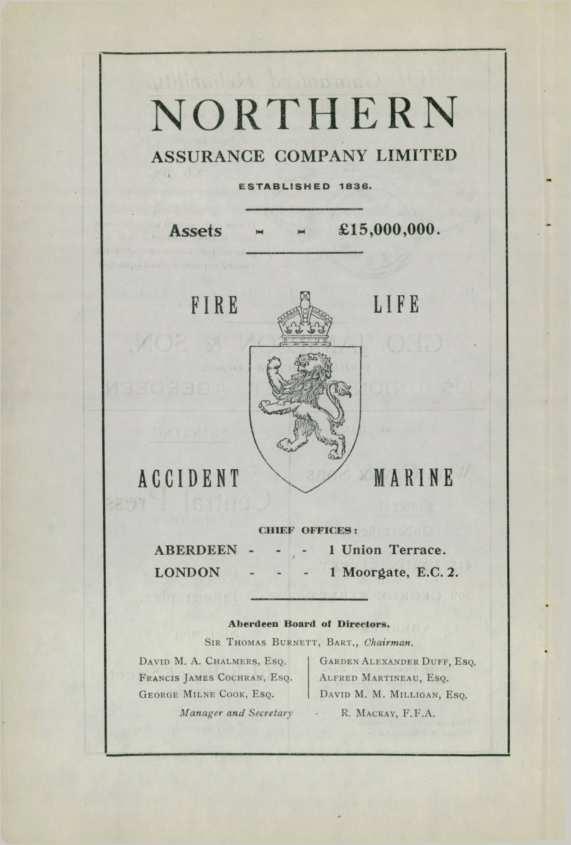 NORTHERN
ASSURANCE COMPANY LIMITED
ESTABLISHED 1836.
Assets - - £15,000,000.
FIRE LIFE
ACCIDENT MARINE
CHIEF OFFICES:
ABERDEEN - - - 1 Union Terrace.
LONDON - - - 1 Moorgate, E.C. 2.
Aberdeen Board of Directors.
SIR THOMAS BURNETT, BART., Chairman.
DAVID M. A. CHALMERS, ESQ. GARDEN ALEXANDER DUFF, ESQ.
FRANCIS JAMES COCHRAN, ESQ. ALFRED MARTINEAU, ESQ.
GEORGE MILNE COOK, ESQ. DAVID M. M. MILLIGAN, ESQ.
Manager and Secretary - R. MACKAY, F.F.A.